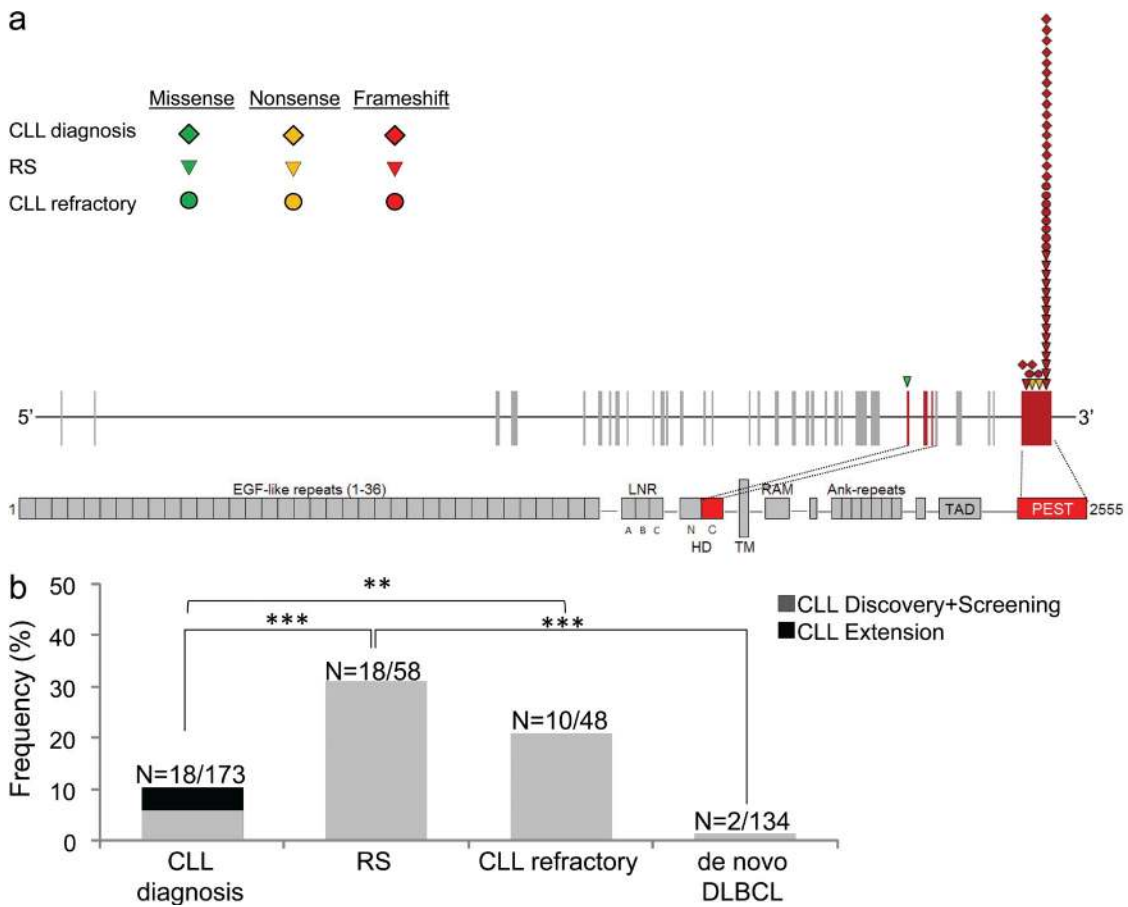 a
Missense Nonsense Frameshift
CLL diagnosis
RS
CLL refractory
5' 3'
EGF-like repeats (1-36) LNR RAM Ank-repeats
1 TAD PEST 2555
A B C N C
HD TM
b
50
40
30
20
10
0
Frequency (%)
**
***
***
CLL Discovery+Screening
CLL Extension
N=18/173
N=18/58
N=10/48
N=2/134
CLL diagnosis
RS
CLL refractory
de novo DLBCL